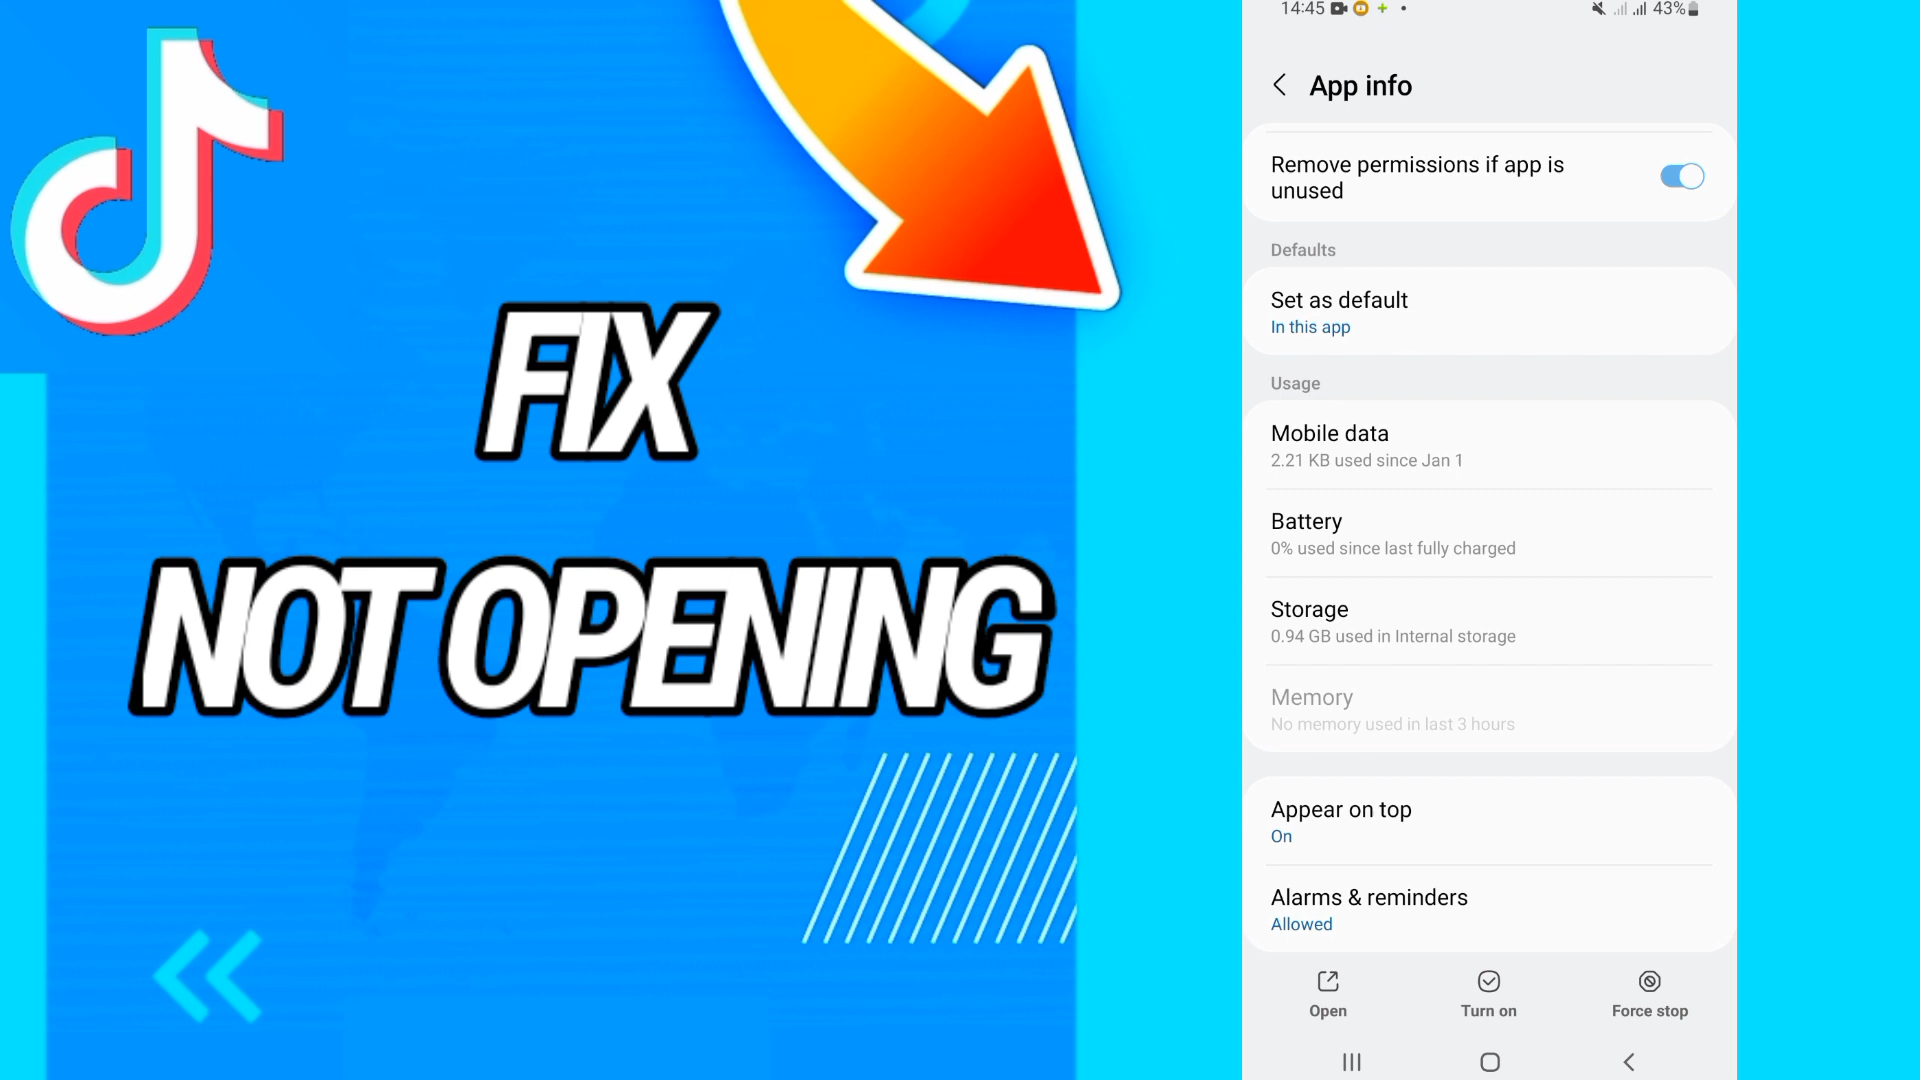 FIX
NOT OPENING
14:45
43%
App info
Remove permissions if app is
unused
Defaults
Set as default
In this app
Usage
Mobile data
2.21 KB used since Jan 1
Battery
0% used since last fully charged
Storage
0.94 GB used in Internal storage
Memory
No memory used in last 3 hours
Appear on top
On
Alarms & reminders
Allowed
Open
Turn on
Force stop